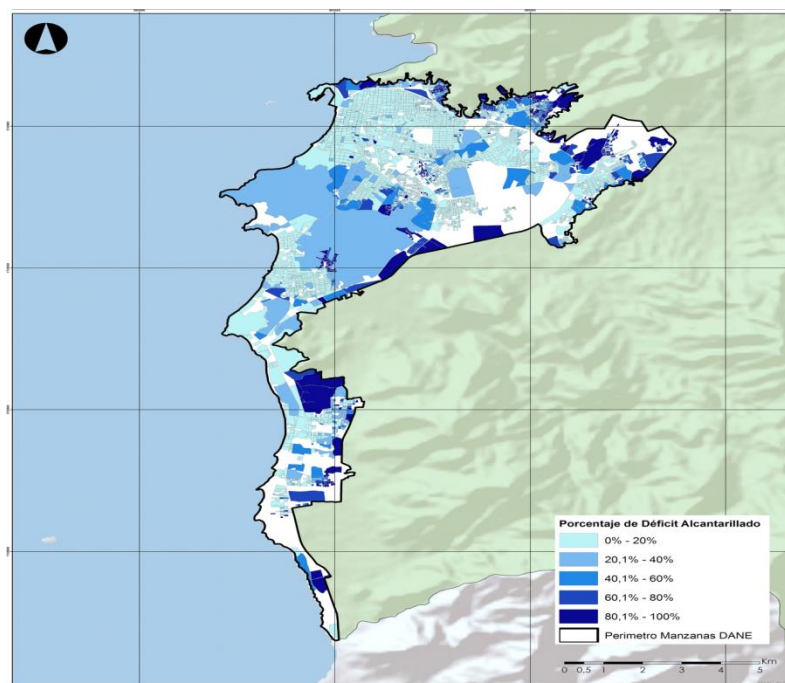 Porcentaje de Déficit Alcantarillado
0% - 20%
20,1% - 40%
40,1% - 60%
60,1% - 80%
80,1% - 100%
Perimetro Manzanas DANE
Km
0 0,5 1 2 3 4 5